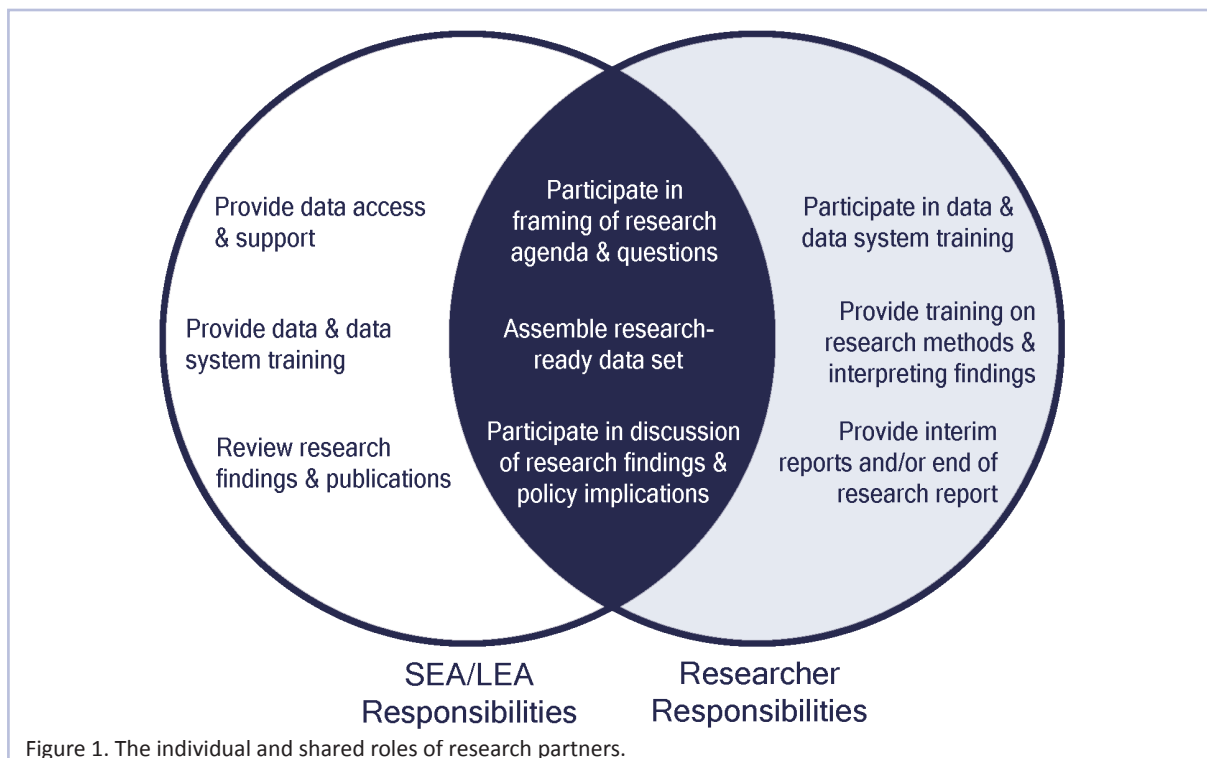 Provide data access
& support
Provide data & data
system training
Review research
findings & publications
Participate in
framing of research
agenda & questions
Assemble research-
ready data set
Participate in discussion
of research findings &
policy implications
Participate in data &
data system training
Provide training on
research methods &
interpreting findings
Provide interim
reports and/or end of
research report
SEA/LEA
Responsibilities
Researcher
Responsibilities
Figure 1. The individual and shared roles of research partners.